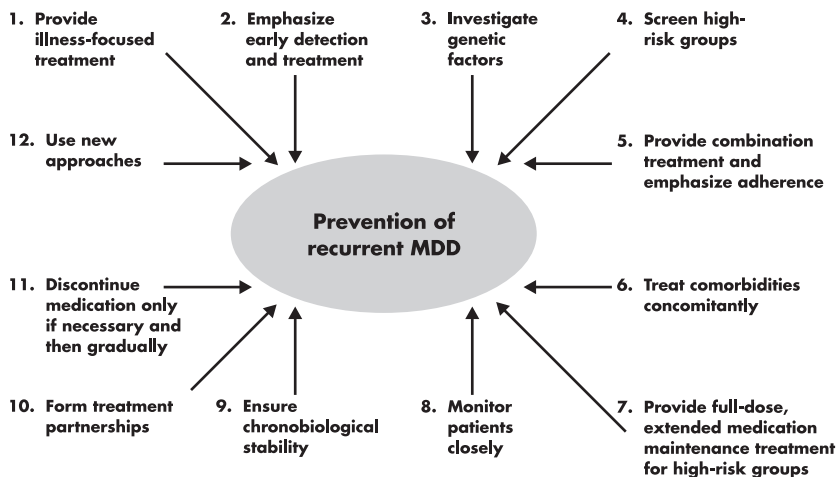 1. Provide
illness-focused
treatment
2. Emphasize
early detection
and treatment
3. Investigate
genetic
factors
4. Screen high-
risk groups
5. Provide combination
treatment and
emphasize adherence
6. Treat comorbidities
concomitantly
7. Provide full-dose,
extended medication
maintenance treatment
for high-risk groups
8. Monitor
patients
closely
9. Ensure
chronobiological
stability
10. Form treatment
partnerships
11. Discontinue
medication only
if necessary and
then gradually
12. Use new
approaches
Prevention of
recurrent MDD